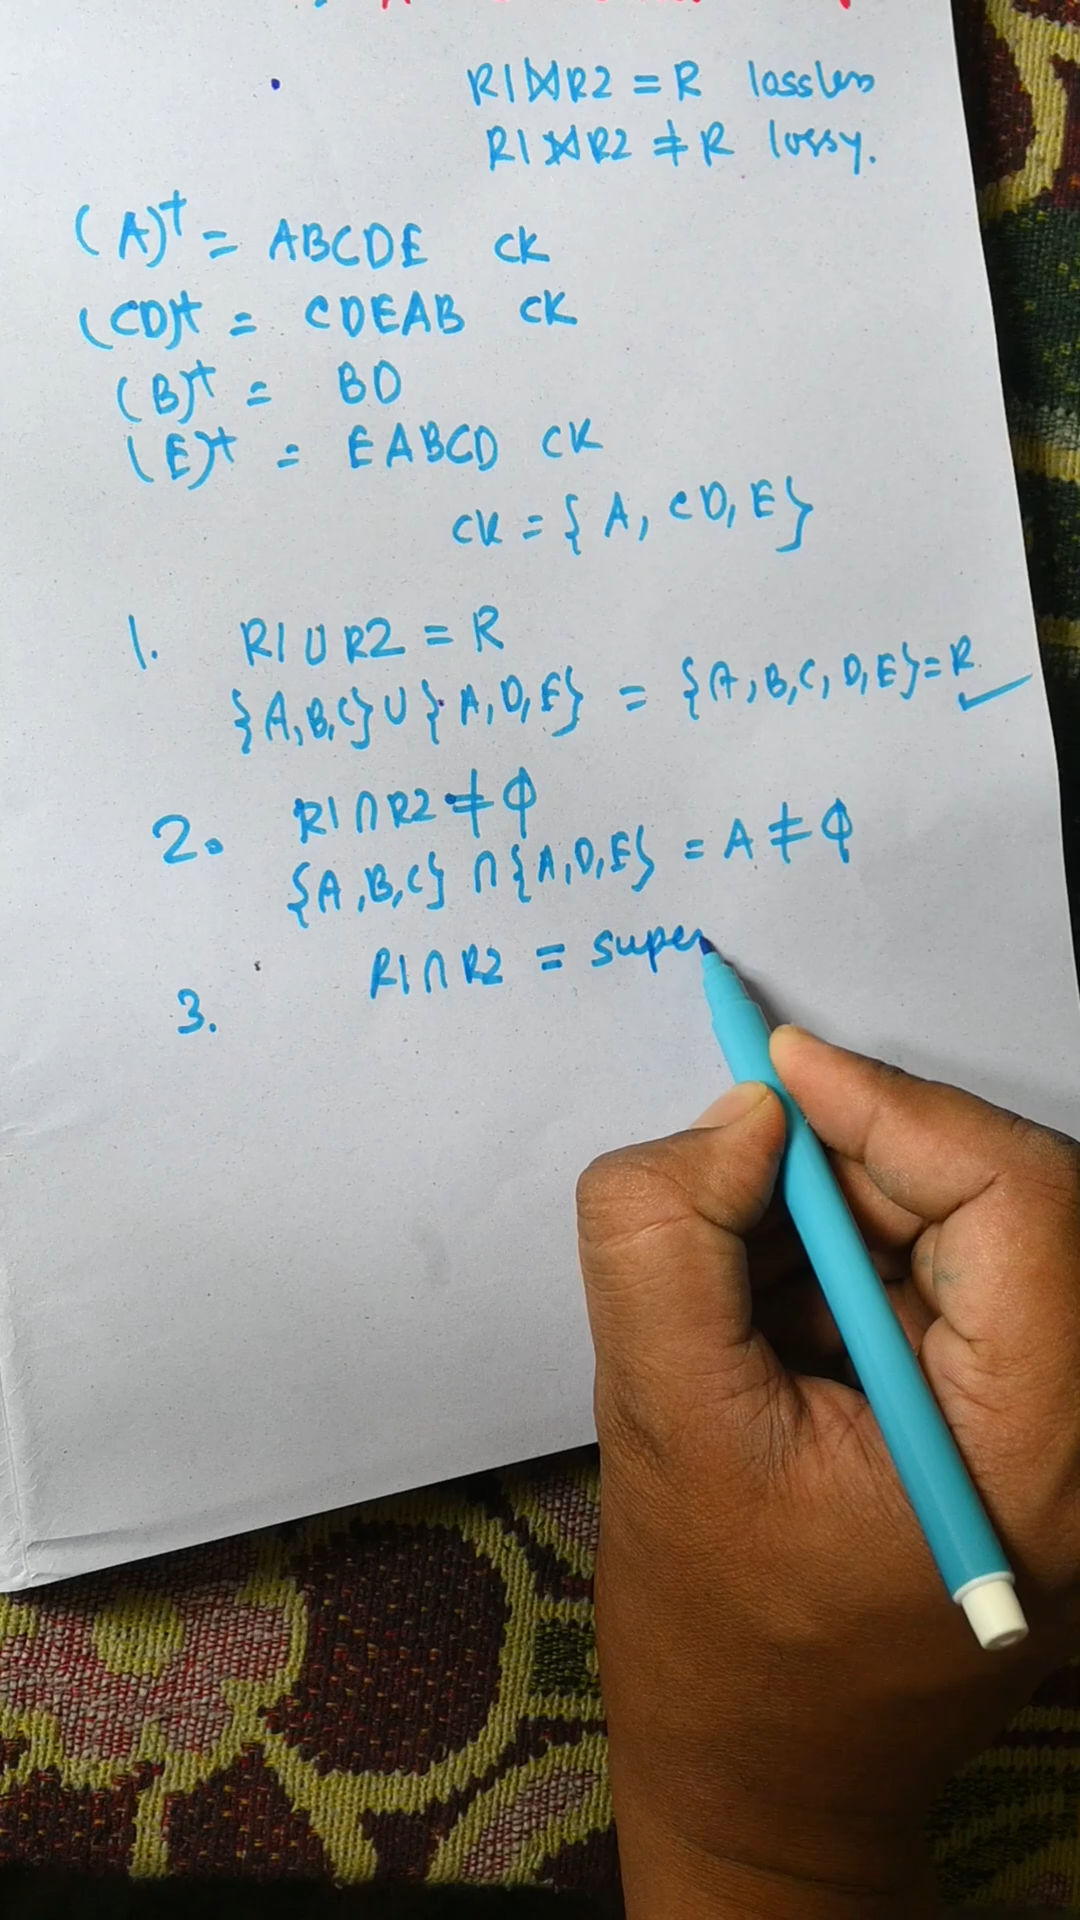 R1⋈R2 = R lossless
R1⋈R2 ≠ R lossy.
(A)+ = ABCDE CK
(CD)+ = CDEAB CK
(B)+ = BD
(E)+ = EABCD CK
CK = {A, CD, E}
1. R1 ∪ R2 = R
{A,B,C} ∪ {A,D,E} = {A,B,C,D,E} = R ✓
2. R1 ∩ R2 ≠ φ
{A,B,C} ∩ {A,D,E} = A ≠ φ
3. R1 ∩ R2 = super